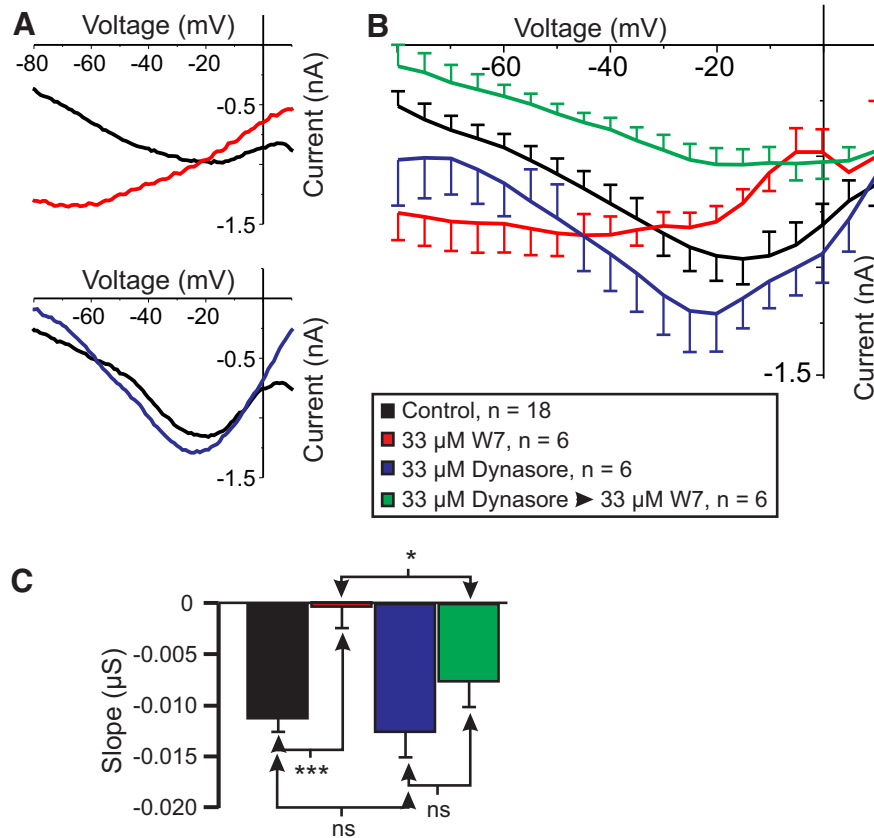 A
Voltage (mV)
-80 -60 -40 -20
-0.5
-1.5
Current (nA)
Voltage (mV)
-60 -40 -20
-0.5
-1.5
Current (nA)
B
Voltage (mV)
-60 -40 -20
-1.5
Current (nA)
Control, n = 18
33 µM W7, n = 6
33 µM Dynasore, n = 6
33 µM Dynasore ► 33 µM W7, n = 6
C
Slope (µS)
0
-0.005
-0.010
-0.015
-0.020
*
***
ns
ns